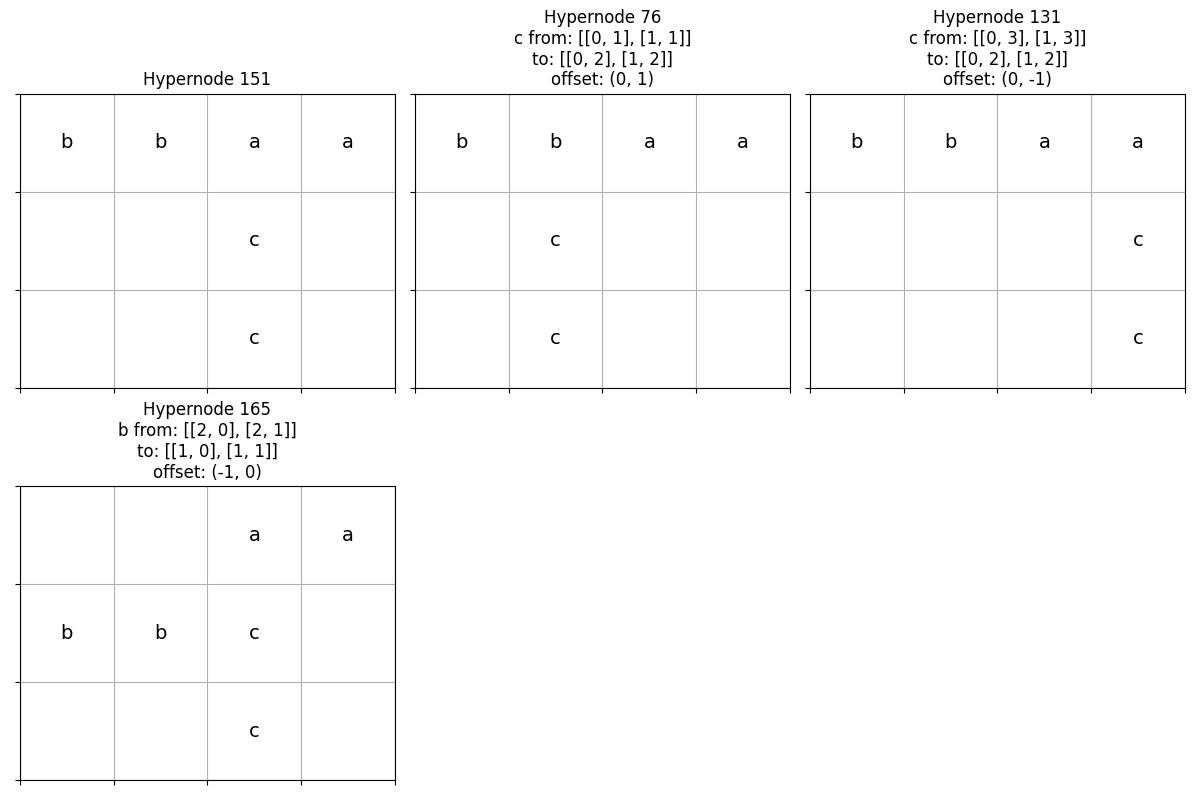 Hypernode 151
b b a a
c
c
Hypernode 76
c from: [[0, 1], [1, 1]]
to: [[0, 2], [1, 2]]
offset: (0, 1)
b b a a
c
c
Hypernode 131
c from: [[0, 3], [1, 3]]
to: [[0, 2], [1, 2]]
offset: (0, -1)
b b a a
c
c
Hypernode 165
b from: [[2, 0], [2, 1]]
to: [[1, 0], [1, 1]]
offset: (-1, 0)
a a
b b c
c